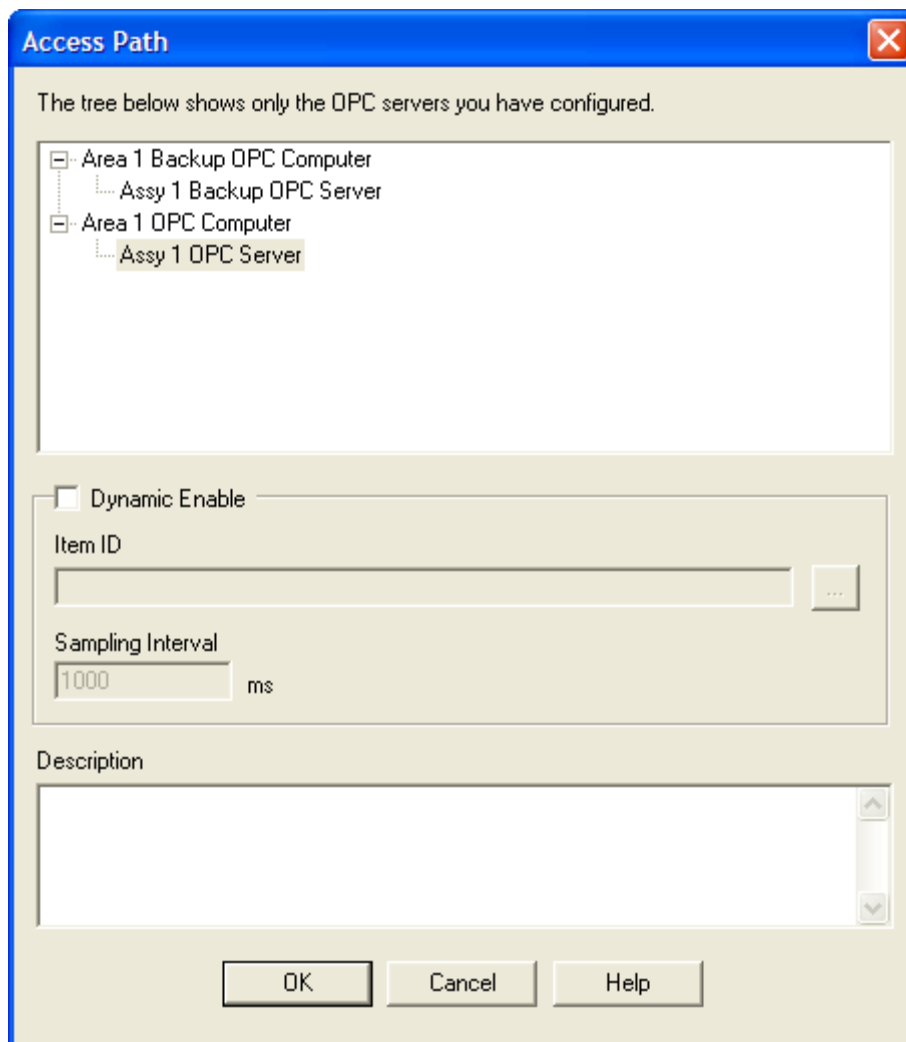 Access Path
The tree below shows only the OPC servers you have configured.
Area 1 Backup OPC Computer
Assy 1 Backup OPC Server
Area 1 OPC Computer
Assy 1 OPC Server
Dynamic Enable
Item ID
...
Sampling Interval
1000 ms
Description
OK Cancel Help